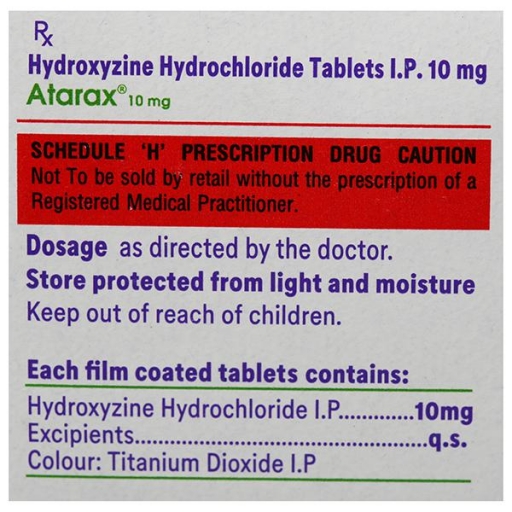 Rx
Hydroxyzine Hydrochloride Tablets I.P. 10 mg
Atarax® 10 mg
SCHEDULE 'H' PRESCRIPTION DRUG CAUTION
Not To be sold by retail without the prescription of a
Registered Medical Practitioner.
Dosage as directed by the doctor.
Store protected from light and moisture
Keep out of reach of children.
Each film coated tablets contains:
Hydroxyzine Hydrochloride I.P.............10mg
Excipients............................................q.s.
Colour: Titanium Dioxide I.P